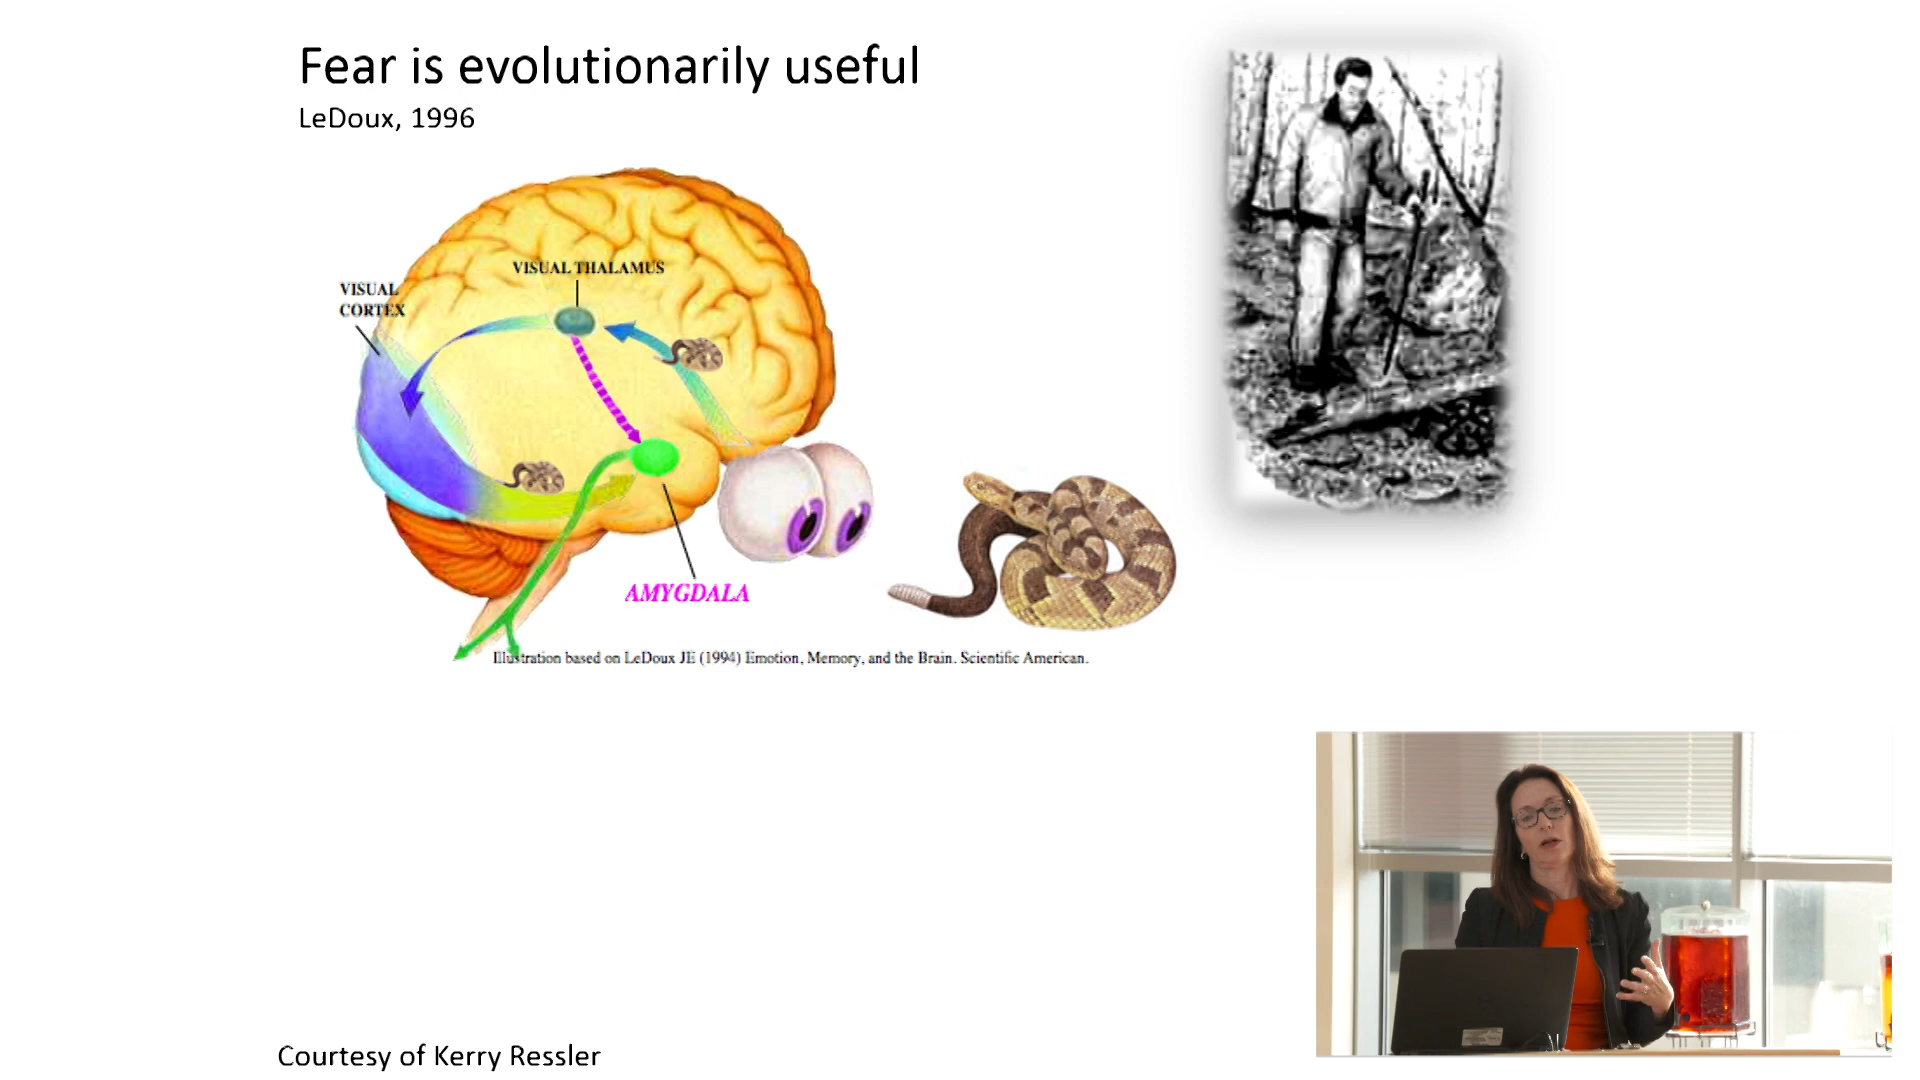 Fear is evolutionarily useful
LeDoux, 1996
VISUAL THALAMUS
VISUAL
CORTEX
AMYGDALA
Illustration based on LeDoux JE (1994) Emotion, Memory, and the Brain. Scientific American.
Courtesy of Kerry Ressler